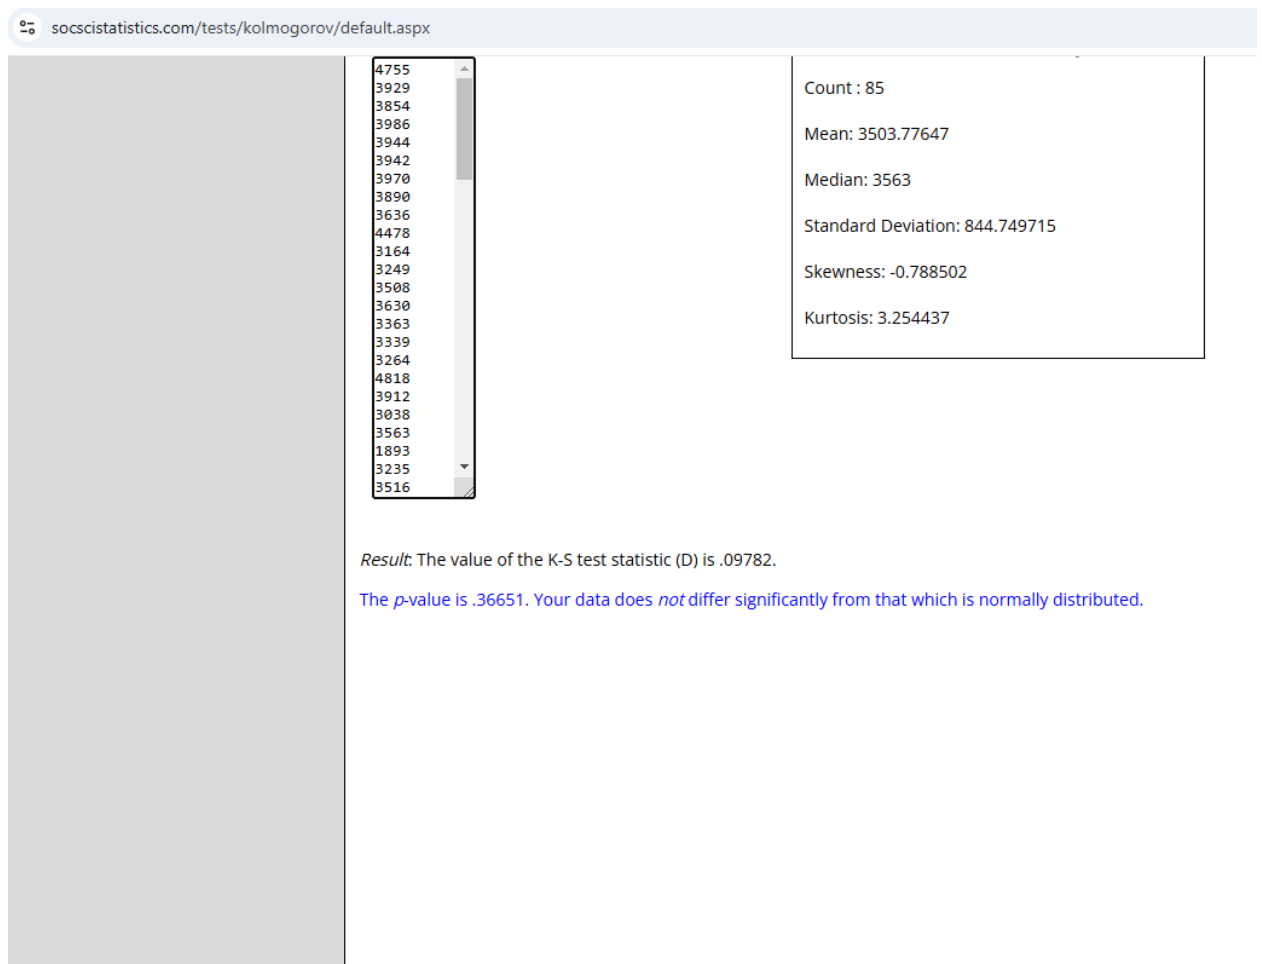 socscistatistics.com/tests/kolmogorov/default.aspx
4755
3929
3854
3986
3944
3942
3970
3890
3636
4478
3164
3249
3508
3630
3363
3339
3264
4818
3912
3038
3563
1893
3235
3516
Count : 85
Mean: 3503.77647
Median: 3563
Standard Deviation: 844.749715
Skewness: -0.788502
Kurtosis: 3.254437
Result: The value of the K-S test statistic (D) is .09782.
The p-value is .36651. Your data does not differ significantly from that which is normally distributed.